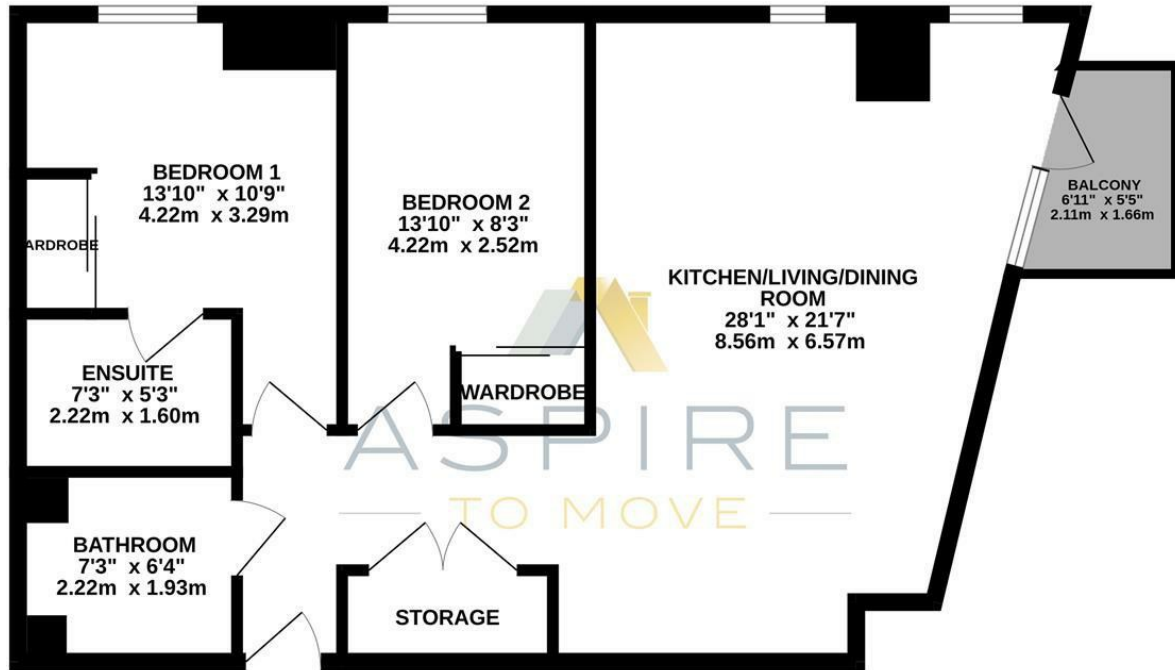 BEDROOM 1
13'10" x 10'9"
4.22m x 3.29m
ARDROBE
BEDROOM 2
13'10" x 8'3"
4.22m x 2.52m
WARDROBE
KITCHEN/LIVING/DINING
ROOM
28'1" x 21'7"
8.56m x 6.57m
BALCONY
6'11" x 5'5"
2.11m x 1.66m
ENSUITE
7'3" x 5'3"
2.22m x 1.60m
BATHROOM
7'3" x 6'4"
2.22m x 1.93m
STORAGE
ASPIRE
TO MOVE